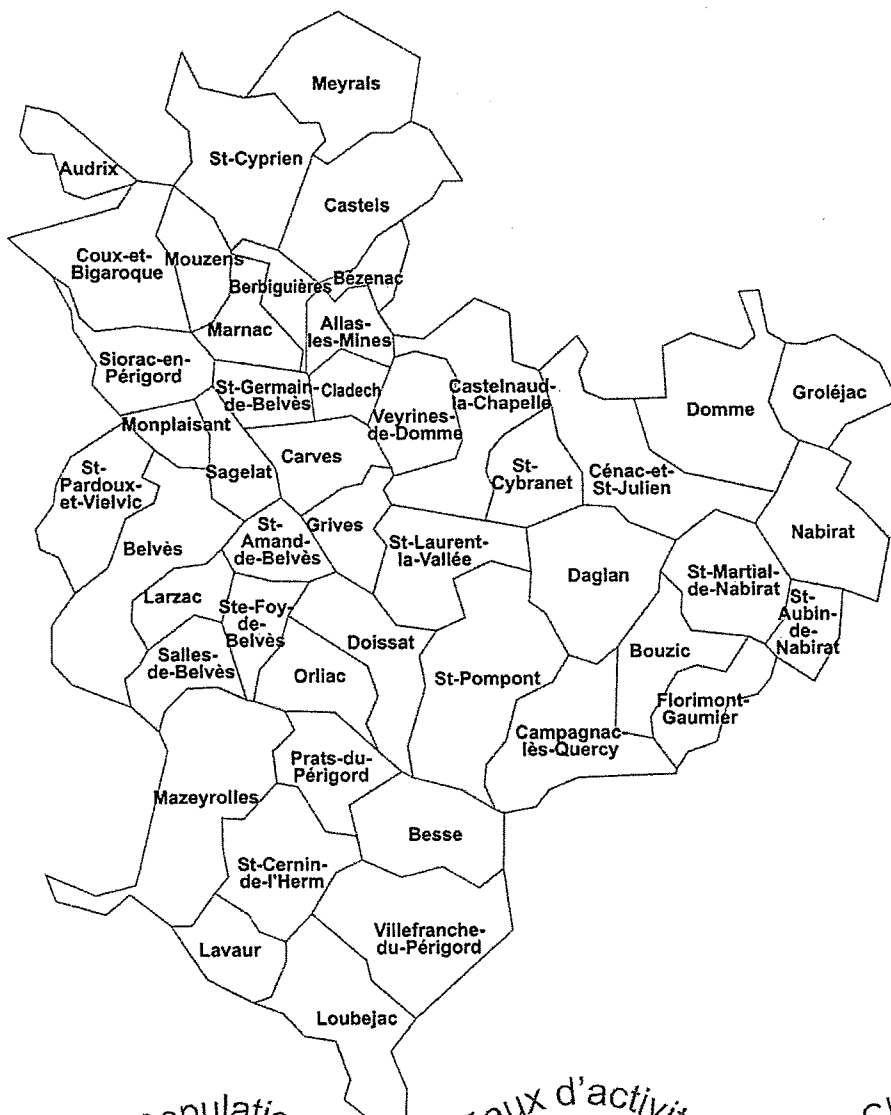 Meyrals
Audrix
St-Cyprien
Castels
Coux-et-
Bigaroque
Mouzens
Berbiguières
Bézenac
Marnac
Allas-
les-Mines
Siorac-en-
Périgord
St-Germain-
de-Belvès
Cladech
Castelnaud-
la-Chapelle
Veyrines-
de-Domme
Domme
Groléjac
Monplaisant
Sagelat
Carves
St-
Cybranet
Cénac-et-
St-Julien
St-
Pardoux-
et-Vielvic
Belvès
St-
Amand-
de-Belvès
Grives
St-Laurent-
la-Vallée
Nabirat
Daglan
St-Martial-
de-Nabirat
St-
Aubin-
de-
Nabirat
Larzac
Ste-Foy-
de-
Belvès
Doissat
Bouzic
Salles-
de-Belvès
Orliac
St-Pompont
Florimont-
Gaumier
Campagnac-
lès-Quercy
Prats-du-
Périgord
Mazeyrolles
Besse
St-Cernin-
de-l'Herm
Villefranche-
du-Périgord
Lavaur
Loubejac
d'activit